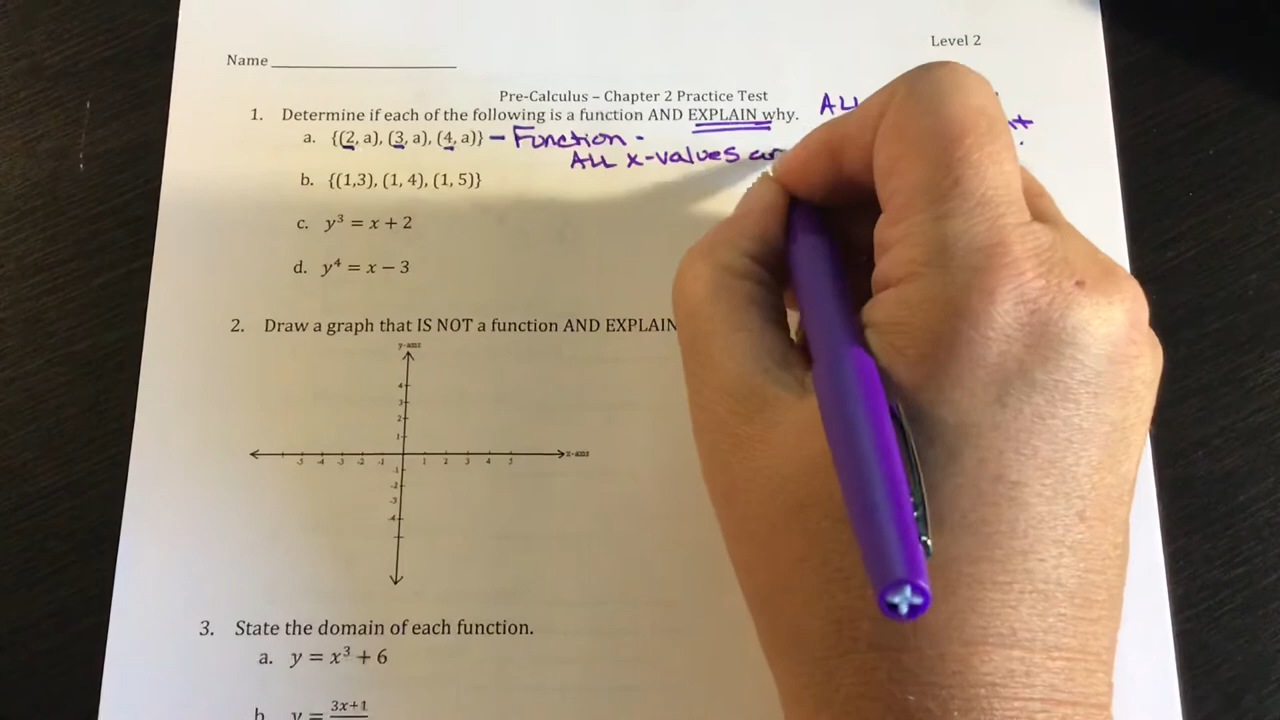 Level 2
Name
Pre-Calculus – Chapter 2 Practice Test
1. Determine if each of the following is a function AND EXPLAIN why.
a. {(2, a), (3, a), (4, a)} – Function -
ALL x-values
b. {(1,3), (1, 4), (1, 5)}
c. y³ = x + 2
d. y⁴ = x − 3
2. Draw a graph that IS NOT a function AND EXPLAIN
y-axis
4
3
2
1
-5 -4 -3 -2 -1 1 2 3 4 5 x-axis
-1
-2
-3
-4
3. State the domain of each function.
a. y = x³ + 6
b. y = 3x+1